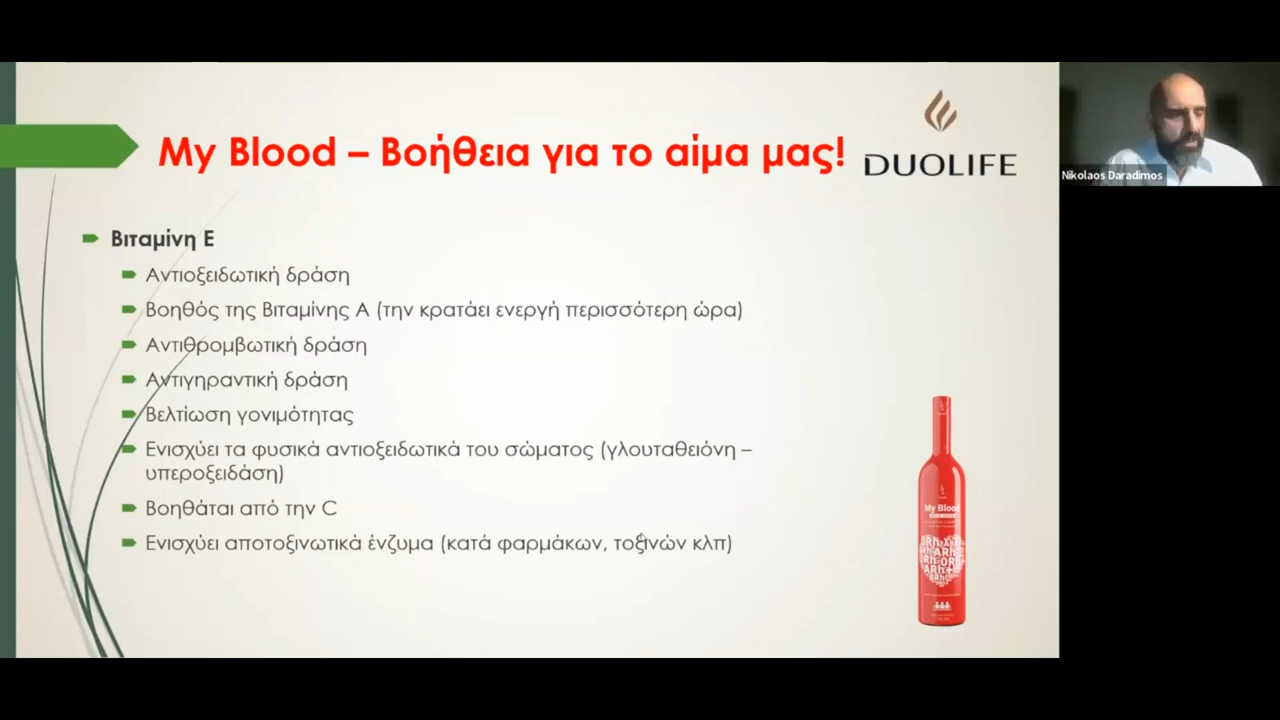 My Blood – Βοήθεια για το αίμα μας!
DUOLIFE
Nikolaos Daradimos
Βιταμίνη Ε
Αντιοξειδωτική δράση
Βοηθός της Βιταμίνης Α (την κρατάει ενεργή περισσότερη ώρα)
Αντιθρομβωτική δράση
Αντιγηραντική δράση
Βελτίωση γονιμότητας
Ενισχύει τα φυσικά αντιοξειδωτικά του σώματος (γλουταθειόνη –
υπεροξειδάση)
Βοηθάται από την C
Ενισχύει αποτοξινωτικά ένζυμα (κατά φαρμάκων, τοξινών κλπ)
My Blood